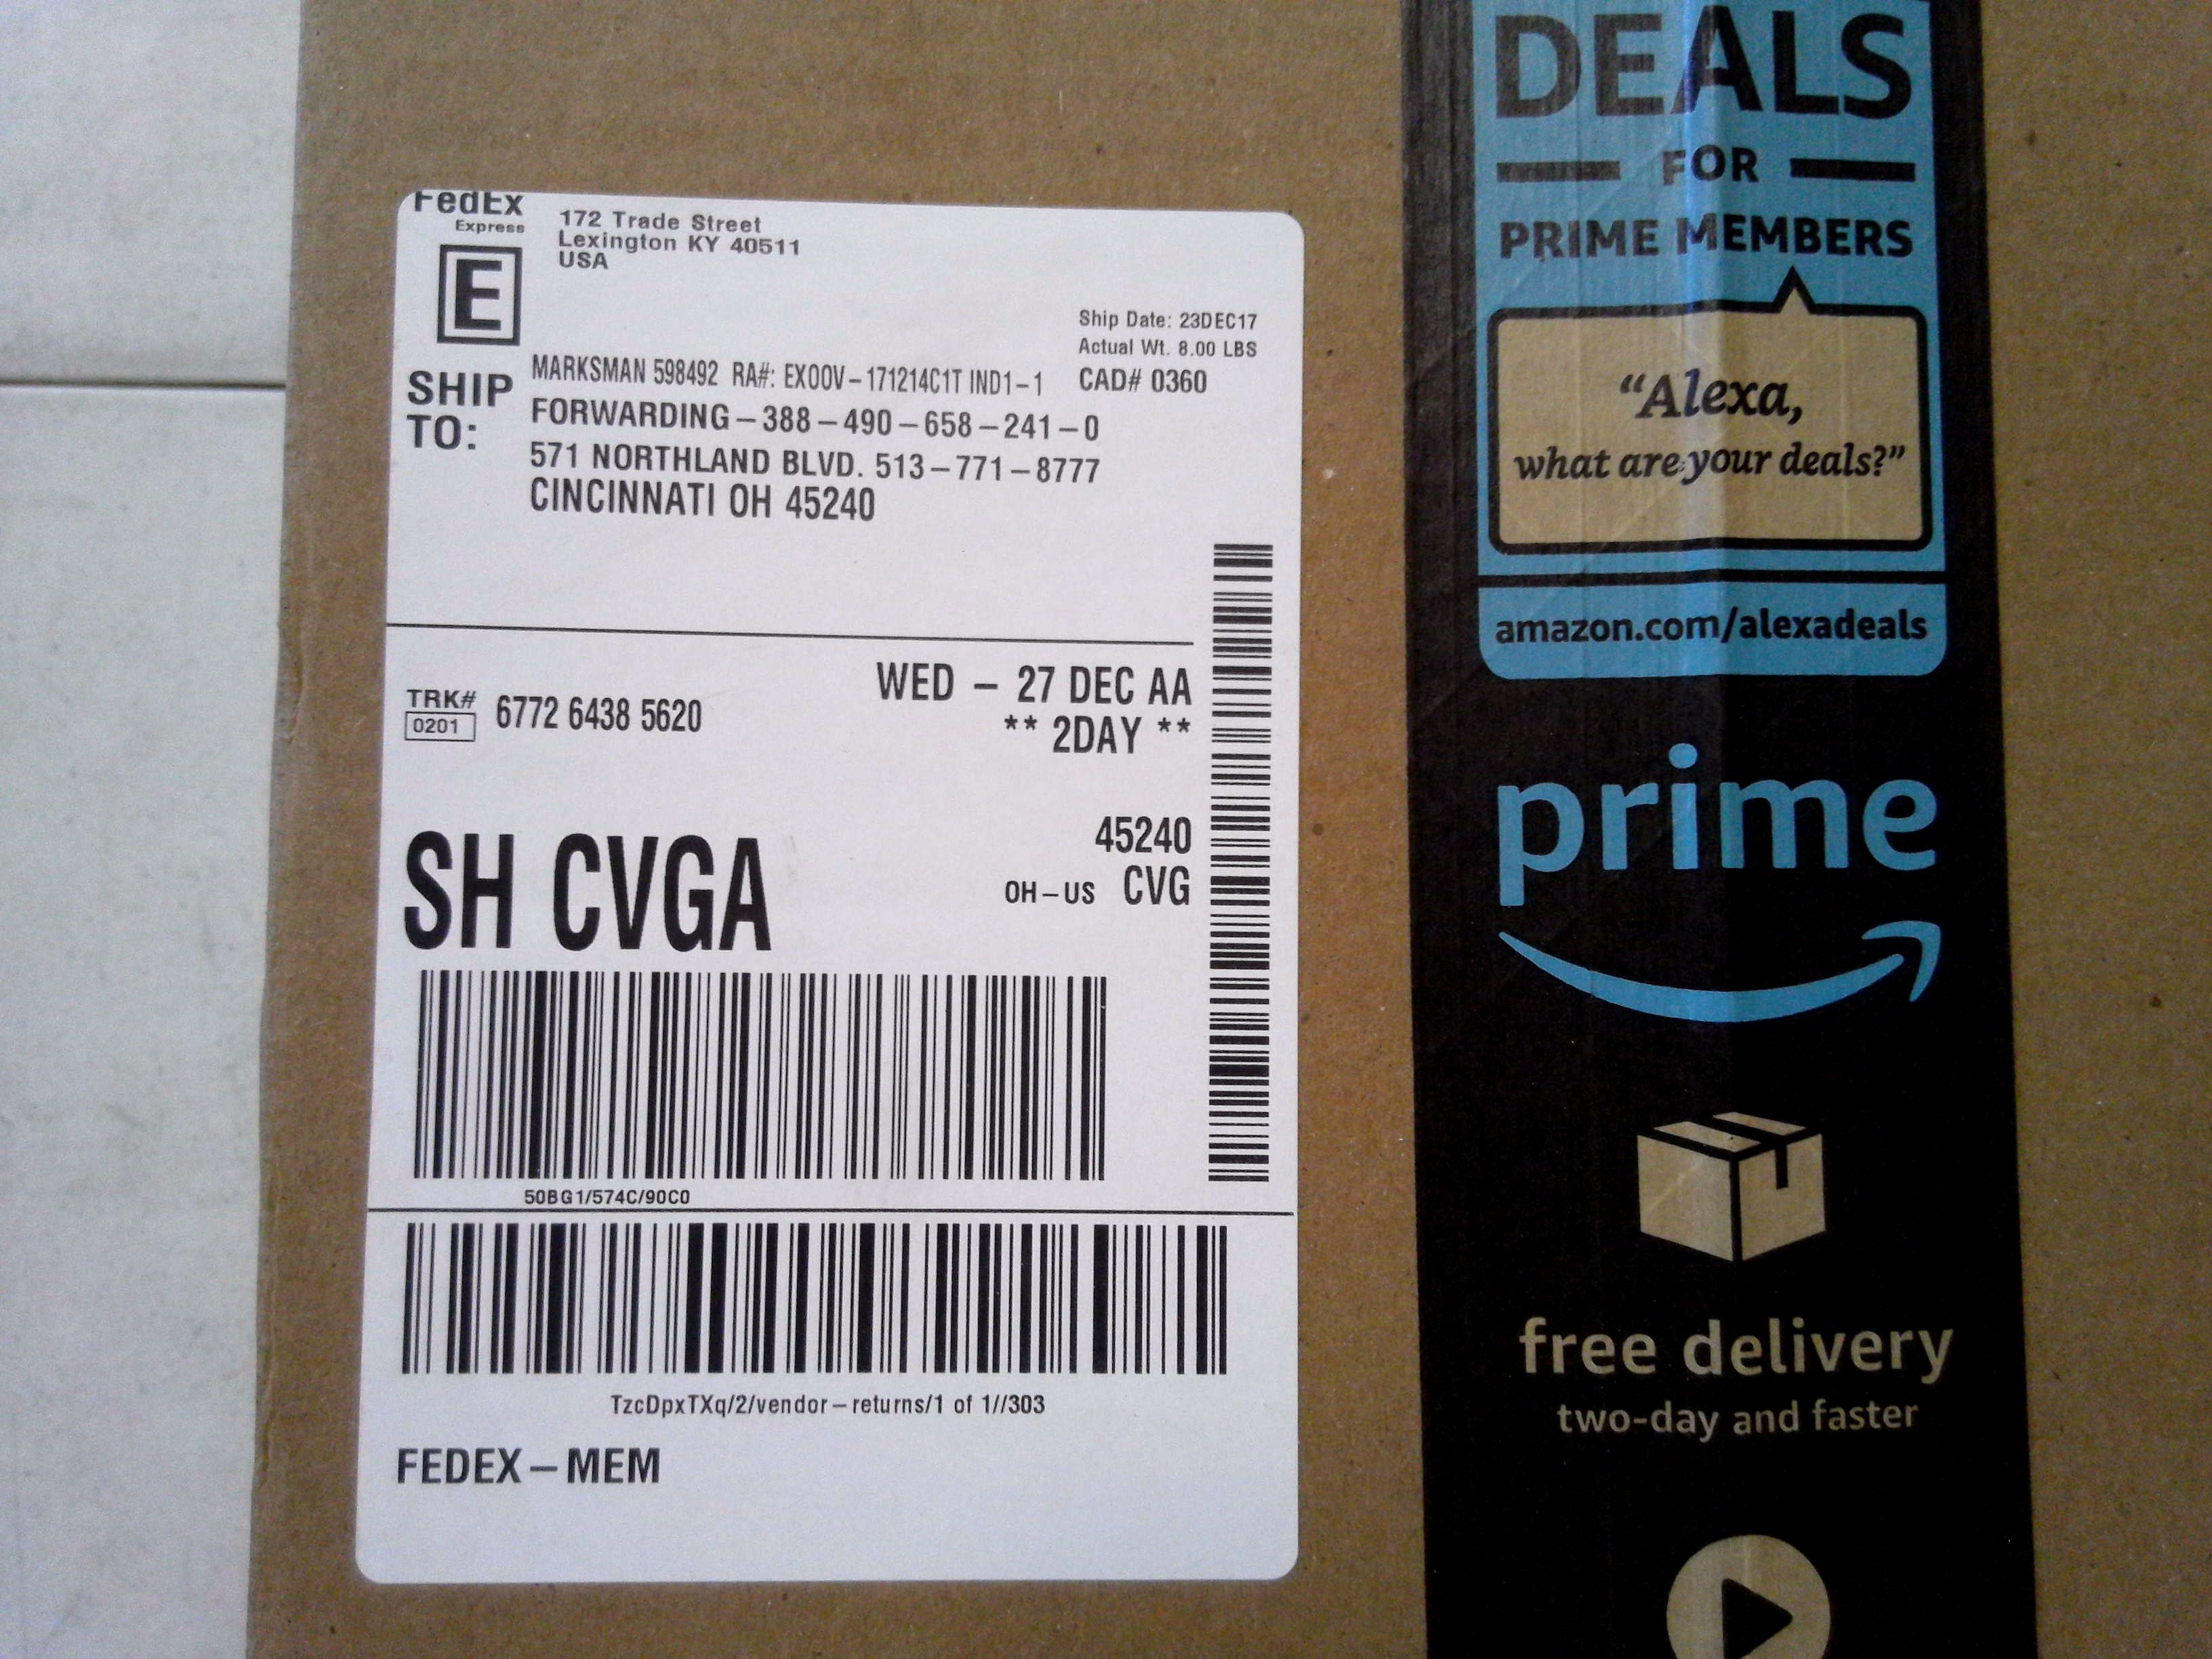 FedEx
Express
E
172 Trade Street
Lexington KY 40511
USA
Ship Date: 23DEC17
Actual Wt. 8.00 LBS
CAD# 0360
SHIP
TO:
MARKSMAN 598492 RA#: EXOOV-171214C1T IND1-1
FORWARDING-388-490-658-241-0
571 NORTHLAND BLVD. 513-771-8777
CINCINNATI OH 45240
TRK#
0201
6772 6438 5620
WED - 27 DEC AA
** 2DAY **
SH CVGA
45240
OH-US CVG
50BG1/574C/90C0
TzcDpxTXq/2/vendor-returns/1 of 1//303
FEDEX-MEM
DEALS
FOR
PRIME MEMBERS
“Alexa,
what are your deals?”
amazon.com/alexadeals
prime
free delivery
two-day and faster